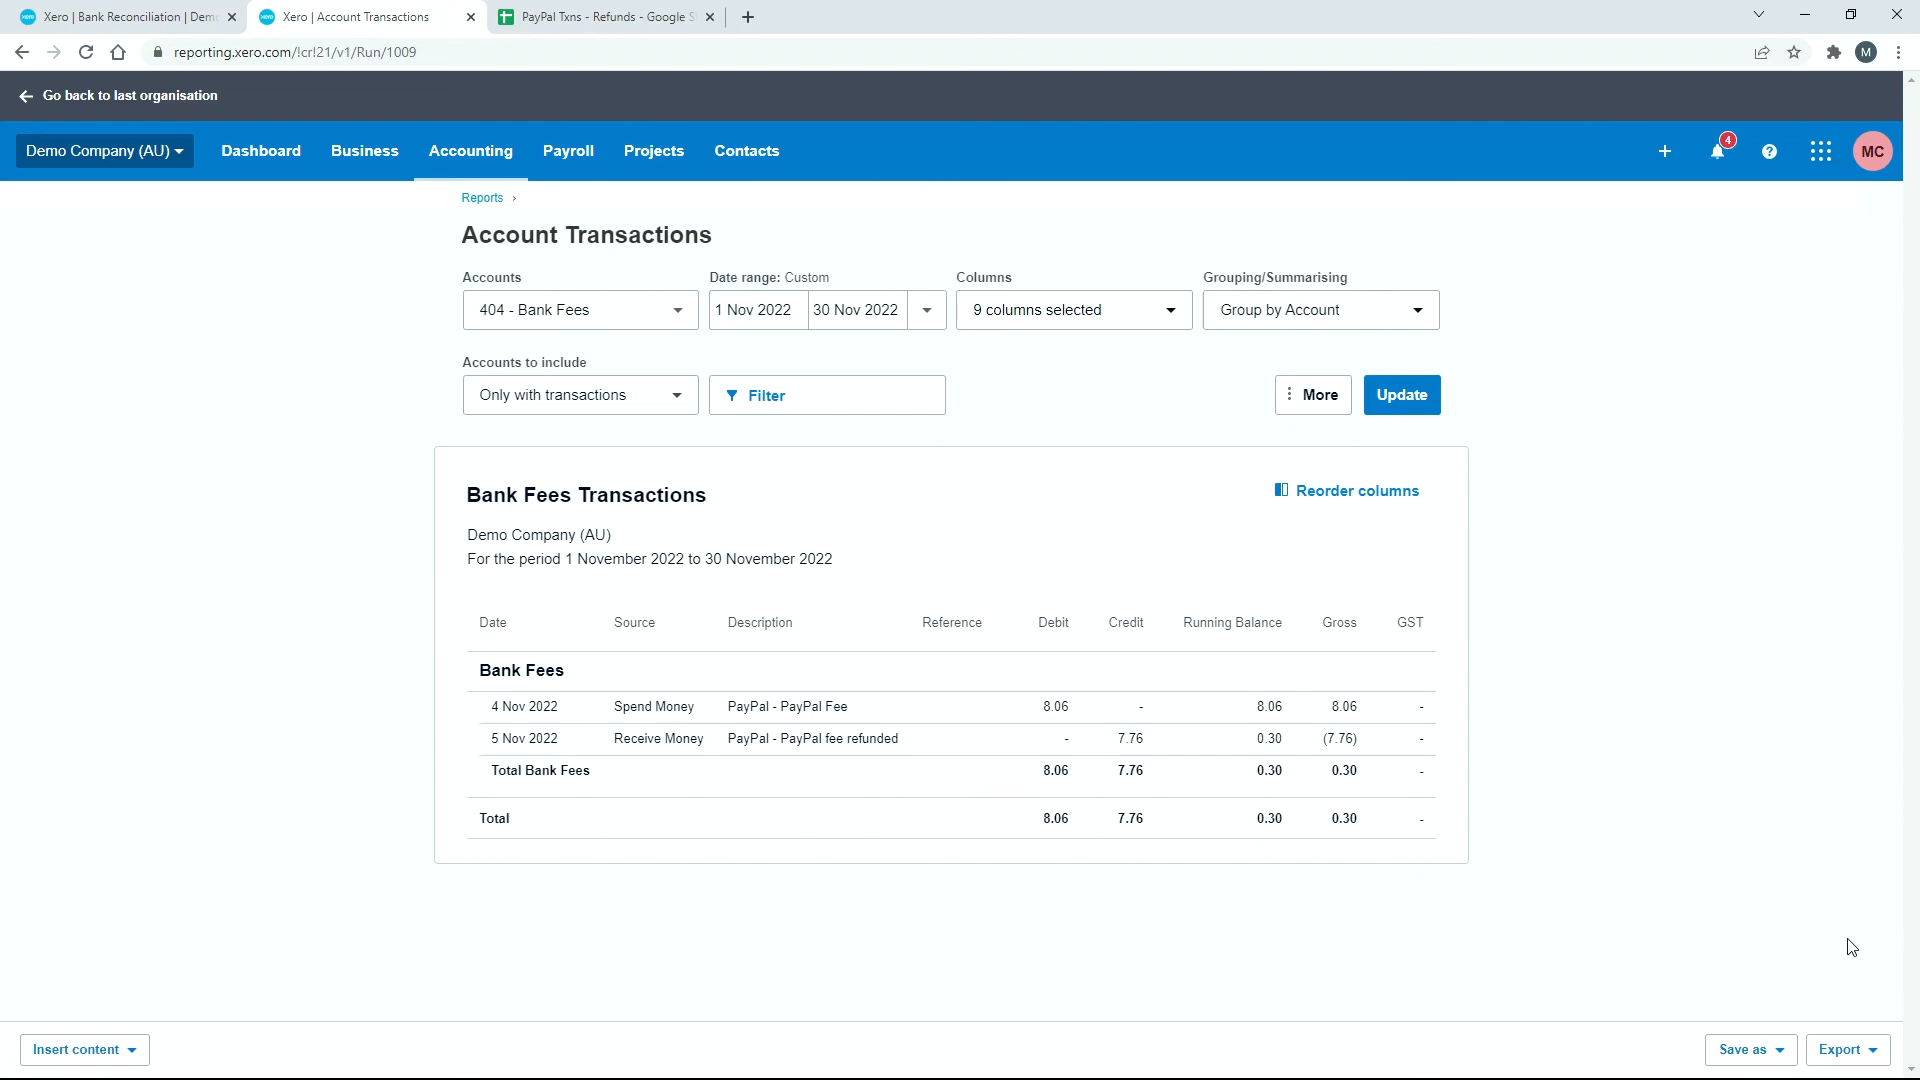 Xero | Bank Reconciliation | Dem
Xero | Account Transactions
PayPal Txns - Refunds - Google S
reporting.xero.com/!cr!21/v1/Run/1009
M
Go back to last organisation
Demo Company (AU)
Dashboard
Business
Accounting
Payroll
Projects
Contacts
4
MC
Reports
Account Transactions
Accounts
Date range: Custom
Columns
Grouping/Summarising
404 - Bank Fees
1 Nov 2022
30 Nov 2022
9 columns selected
Group by Account
Accounts to include
Only with transactions
Filter
More
Update
Bank Fees Transactions
Reorder columns
Demo Company (AU)
For the period 1 November 2022 to 30 November 2022
Date Source Description Reference Debit Credit Running Balance Gross GST
Bank Fees
4 Nov 2022 Spend Money PayPal - PayPal Fee 8.06 - 8.06 8.06 -
5 Nov 2022 Receive Money PayPal - PayPal fee refunded - 7.76 0.30 (7.76) -
Total Bank Fees 8.06 7.76 0.30 0.30 -
Total 8.06 7.76 0.30 0.30 -
Insert content
Save as
Export